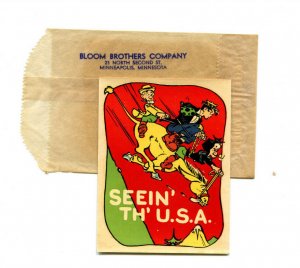 BLOOM BROTHERS COMPANY
21 NORTH SECOND ST.
MINNEAPOLIS, MINNESOTA
SEEIN'
TH' U.S.A.